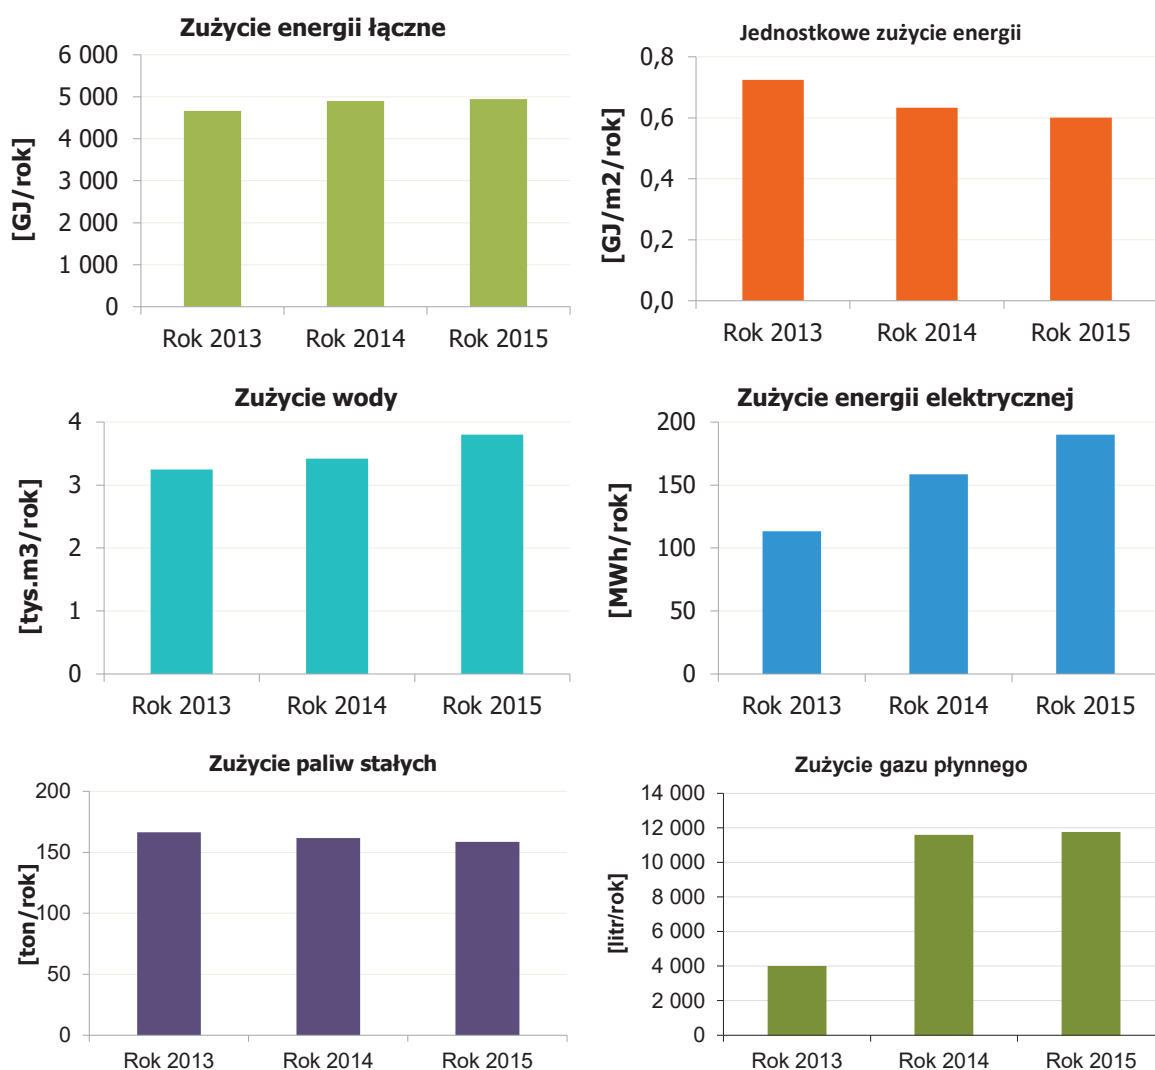 Zużycie energii łączne
[GJ/rok]
6 000
5 000
4 000
3 000
2 000
1 000
0
Rok 2013 Rok 2014 Rok 2015
Jednostkowe zużycie energii
[GJ/m2/rok]
0,8
0,6
0,4
0,2
0,0
Rok 2013 Rok 2014 Rok 2015
Zużycie wody
[tys.m3/rok]
4
3
2
1
0
Rok 2013 Rok 2014 Rok 2015
Zużycie energii elektrycznej
[MWh/rok]
200
150
100
50
0
Rok 2013 Rok 2014 Rok 2015
Zużycie paliw stałych
[ton/rok]
200
150
100
50
0
Rok 2013 Rok 2014 Rok 2015
Zużycie gazu płynnego
[litr/rok]
14 000
12 000
10 000
8 000
6 000
4 000
2 000
0
Rok 2013 Rok 2014 Rok 2015